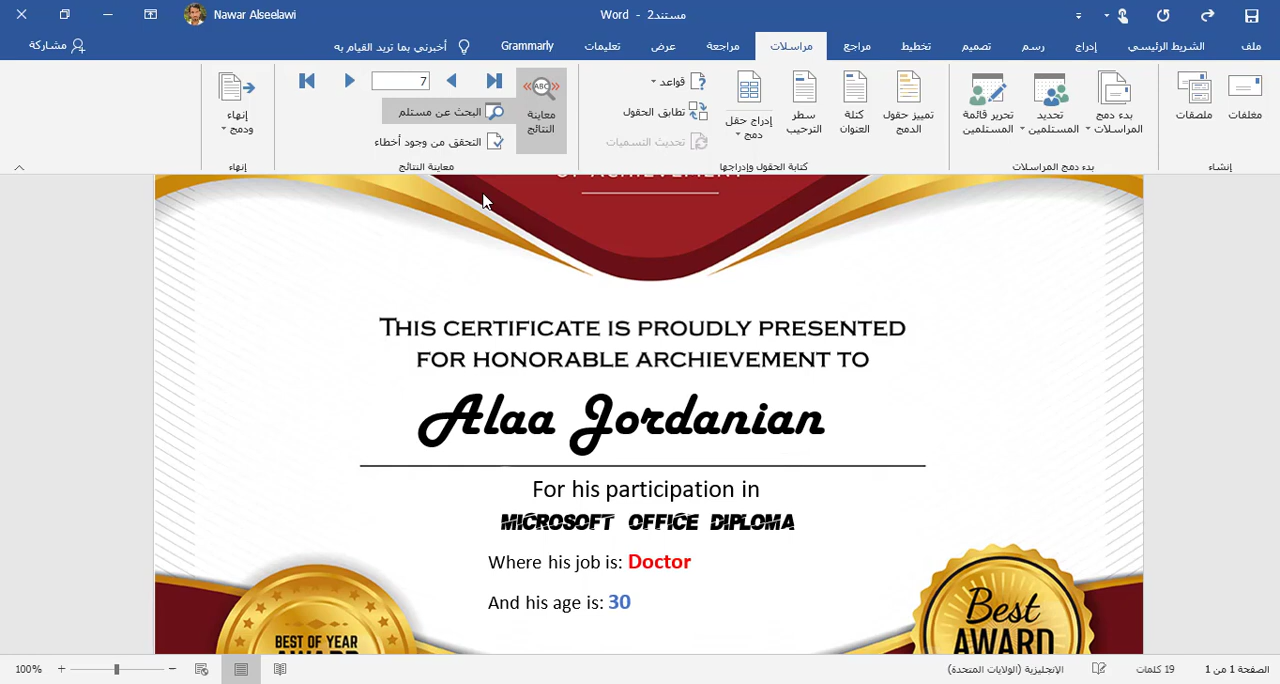 Nawar Alseelawi
مستند2 - Word
ملف
الشريط الرئيسي
إدراج
رسم
تصميم
تخطيط
مراجع
مراسلات
مراجعة
عرض
تعليمات
Grammarly
أخبرني بما تريد القيام به
مشاركة
مغلفات
ملصقات
إنشاء
بدء دمج
المراسلات
تحديد
المستلمين
تحرير قائمة
المستلمين
بدء دمج المراسلات
تمييز حقول
الدمج
كتلة
العنوان
سطر
الترحيب
إدراج حقل
دمج
قواعد
تطابق الحقول
تحديث التسميات
كتابة الحقول وإدراجها
معاينة
النتائج
7
البحث عن مستلم
التحقق من وجود أخطاء
معاينة النتائج
إنهاء
ودمج
إنهاء
OF ACHIEVEMENT
THIS CERTIFICATE IS PROUDLY PRESENTED
FOR HONORABLE ARCHIEVEMENT TO
Alaa Jordanian
For his participation in
MICROSOFT OFFICE DIPLOMA
Where his job is: Doctor
And his age is: 30
BEST OF YEAR
AWARD
Best
AWARD
الصفحة 1 من 1
19 كلمات
الإنجليزية (الولايات المتحدة)
100%